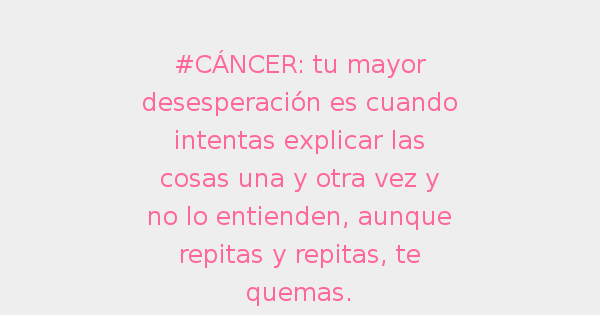 #CÁNCER: tu mayor
desesperación es cuando
intentas explicar las
cosas una y otra vez y
no lo entienden, aunque
repitas y repitas, te
quemas.